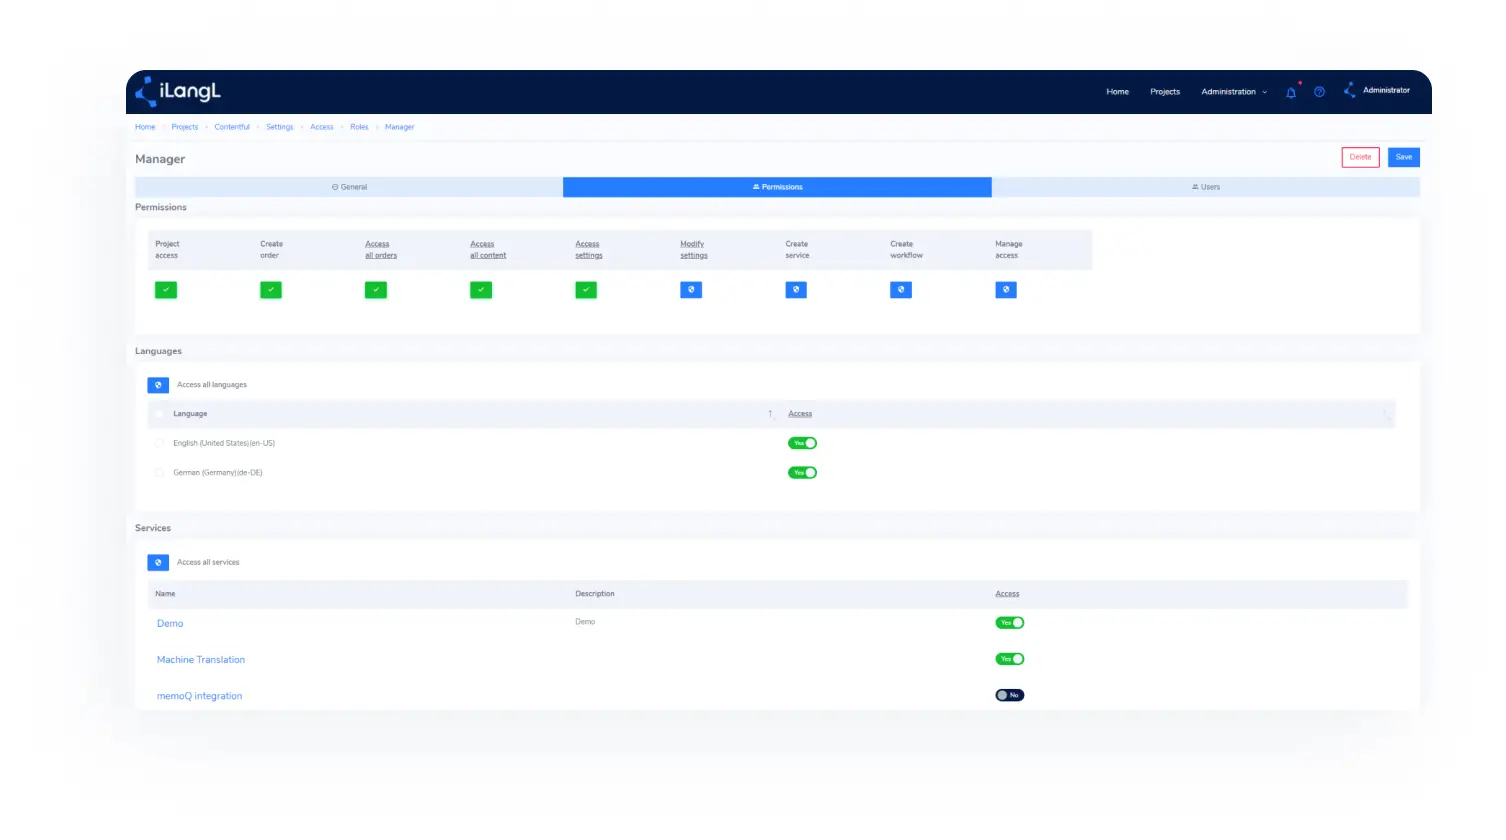 iLangL
Home Projects Administration Administrator
Home Projects Contentful Settings Access Roles Manager
Manager
Delete Save
General Permissions Users
Permissions
Project access
Create order
Access all orders
Access all content
Access settings
Modify settings
Create service
Create workflow
Manage access
Languages
Access all languages
Language Access
English (United States)(en-US) Yes
German (Germany)(de-DE) Yes
Services
Access all services
Name Description Access
Demo Demo Yes
Machine Translation Yes
memoQ integration No